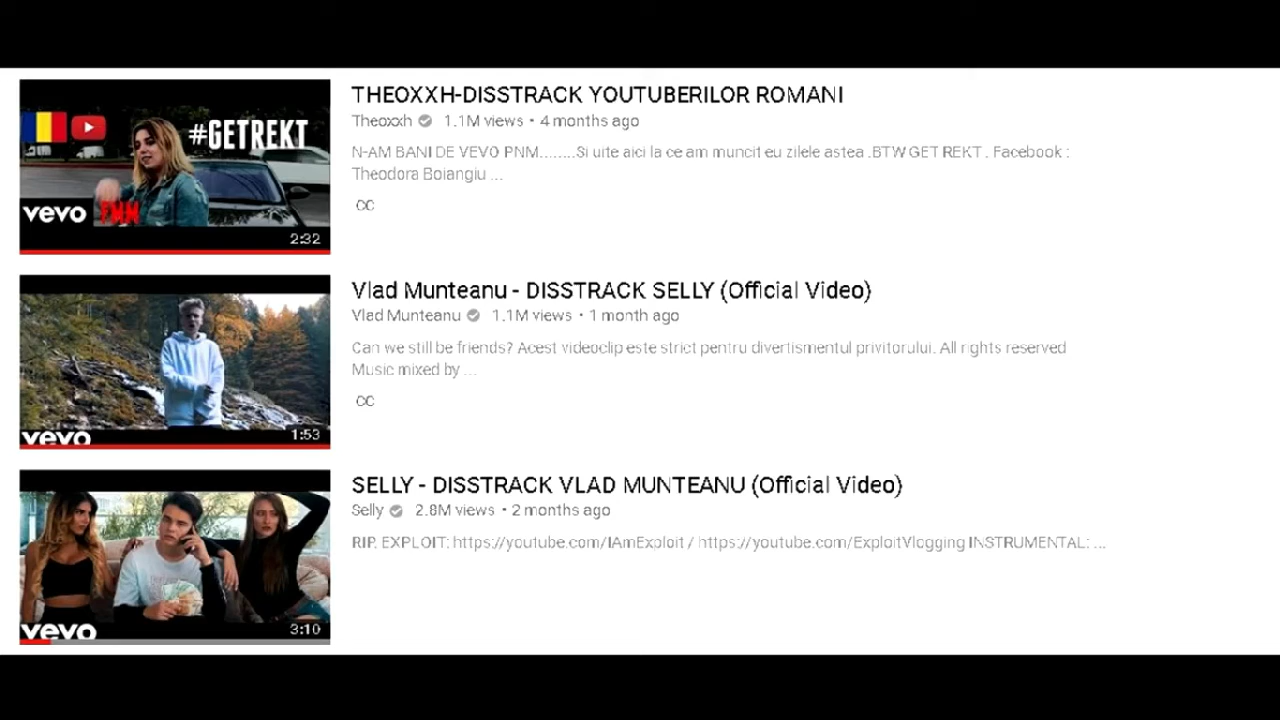 THEOXXH-DISSTRACK YOUTUBERILOR ROMANI
Theoxxh 1.1M views • 4 months ago
N-AM BANI DE VEVO PNM........Si uite aici la ce am muncit eu zilele astea .BTW GET REKT . Facebook :
Theodora Boiangiu ...
CC
#GETREKT
vevo PNM
2:32
Vlad Munteanu - DISSTRACK SELLY (Official Video)
Vlad Munteanu 1.1M views • 1 month ago
Can we still be friends? Acest videoclip este strict pentru divertismentul privitorului. All rights reserved
Music mixed by ...
CC
vevo
1:53
SELLY - DISSTRACK VLAD MUNTEANU (Official Video)
Selly 2.8M views • 2 months ago
RIP. EXPLOIT: https://youtube.com/IAmExploit / https://youtube.com/ExploitVlogging INSTRUMENTAL: ...
vevo
3:10